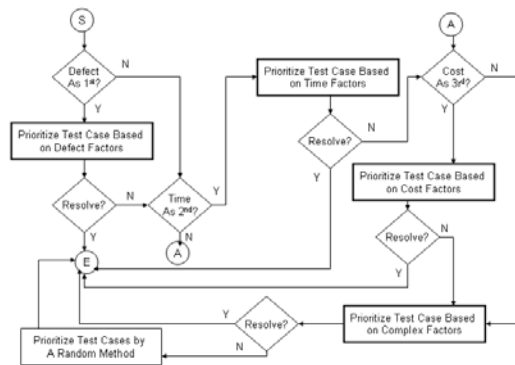 S
A
Defect
As 1st?
N
Y
Prioritize Test Case Based
on Defect Factors
Resolve?
N
Y
Time
As 2nd?
Y
N
A
E
Prioritize Test Case Based
on Time Factors
Resolve?
N
Y
Cost
As 3rd?
N
Y
Prioritize Test Case Based
on Cost Factors
Resolve?
N
Y
Prioritize Test Case Based
on Complex Factors
Resolve?
Y
N
Prioritize Test Cases by
A Random Method